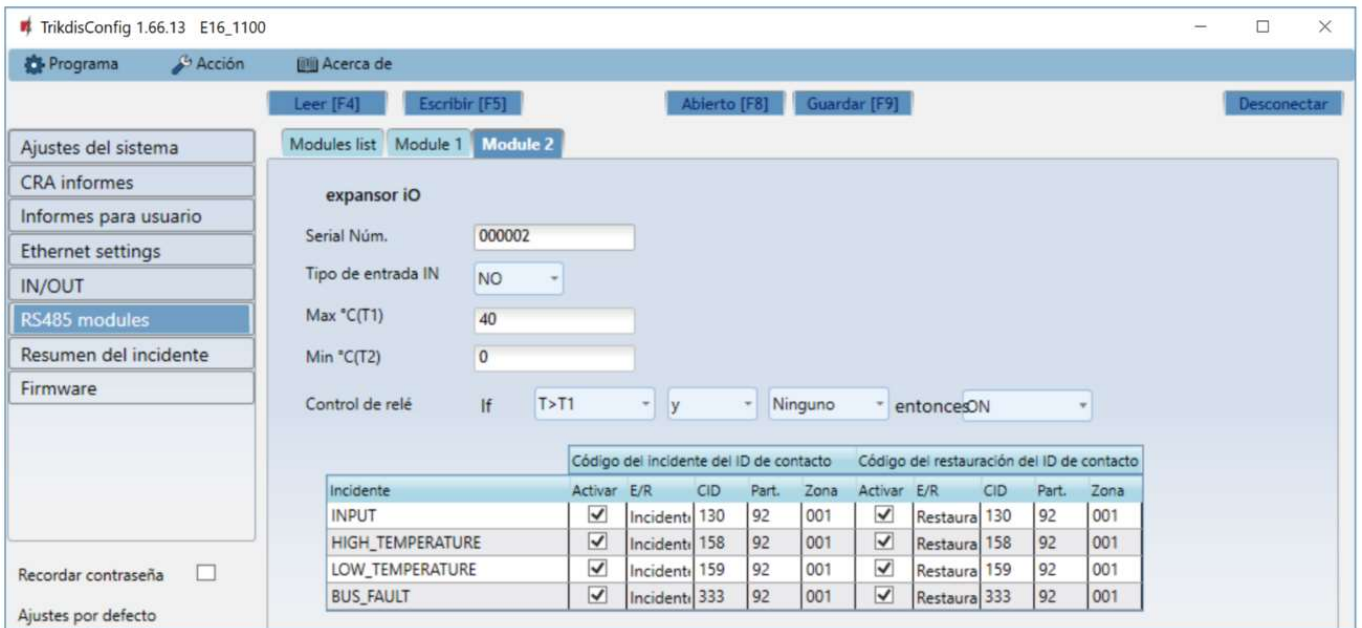 TrikdisConfig 1.66.13 E16_1100
Programa Acción Acerca de
Leer [F4] Escribir [F5] Abierto [F8] Guardar [F9] Desconectar
Ajustes del sistema
CRA informes
Informes para usuario
Ethernet settings
IN/OUT
RS485 modules
Resumen del incidente
Firmware
Recordar contraseña
Ajustes por defecto
Modules list Module 1 Module 2
expansor iO
Serial Núm. 000002
Tipo de entrada IN NO
Max °C(T1) 40
Min °C(T2) 0
Control de relé If T>T1 y Ninguno entonces ON
Código del incidente del ID de contacto Código del restauración del ID de contacto
Incidente Activar E/R CID Part. Zona Activar E/R CID Part. Zona
INPUT Incident 130 92 001 Restaura 130 92 001
HIGH_TEMPERATURE Incident 158 92 001 Restaura 158 92 001
LOW_TEMPERATURE Incident 159 92 001 Restaura 159 92 001
BUS_FAULT Incident 333 92 001 Restaura 333 92 001